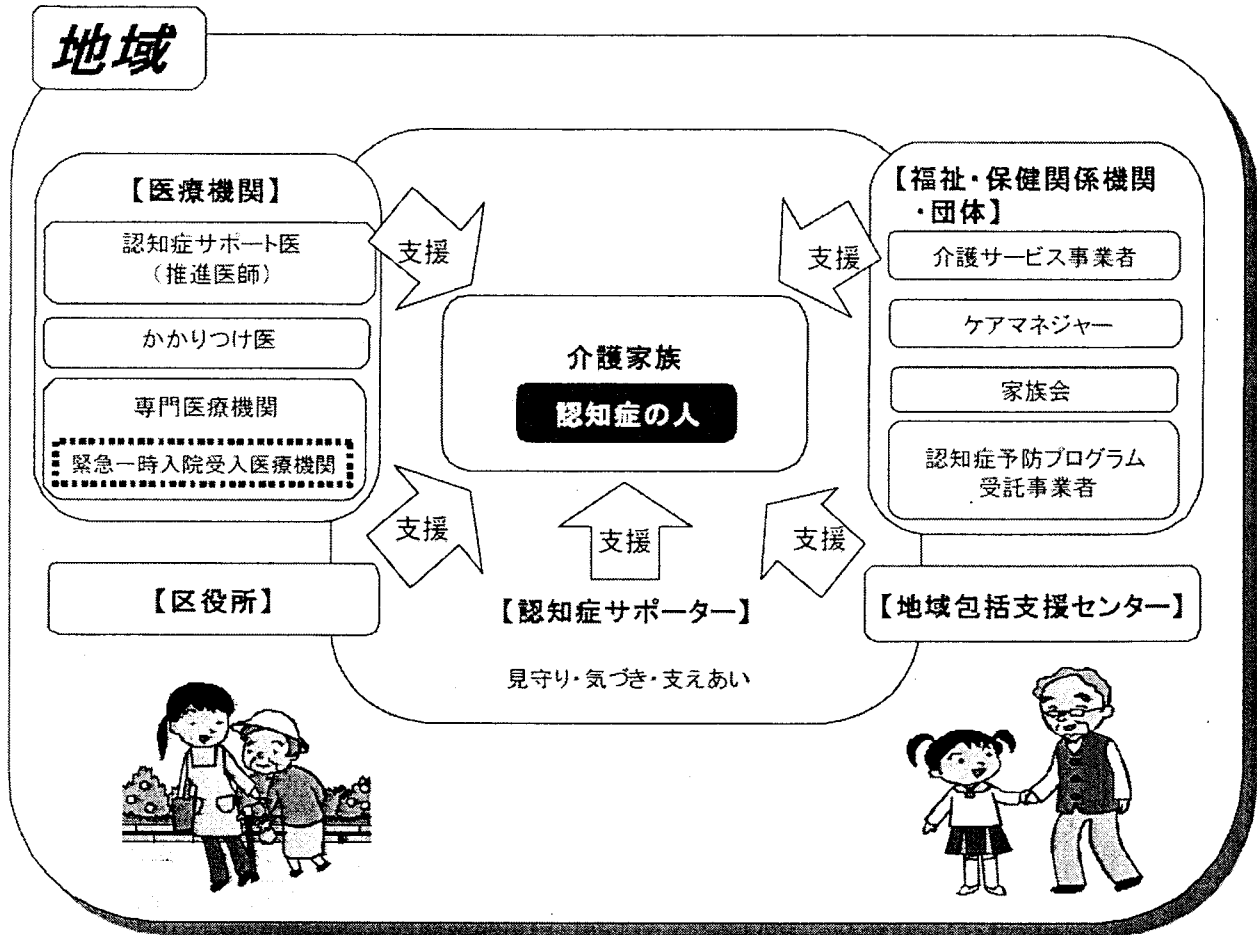 地域
【医療機関】
認知症サポート医
（推進医師）
かかりつけ医
専門医療機関
緊急一時入院受入医療機関
【区役所】
支援
支援
介護家族
認知症の人
支援
【認知症サポーター】
見守り・気づき・支えあい
支援
支援
【福祉・保健関係機関
・団体】
介護サービス事業者
ケアマネジャー
家族会
認知症予防プログラム
受託事業者
【地域包括支援センター】